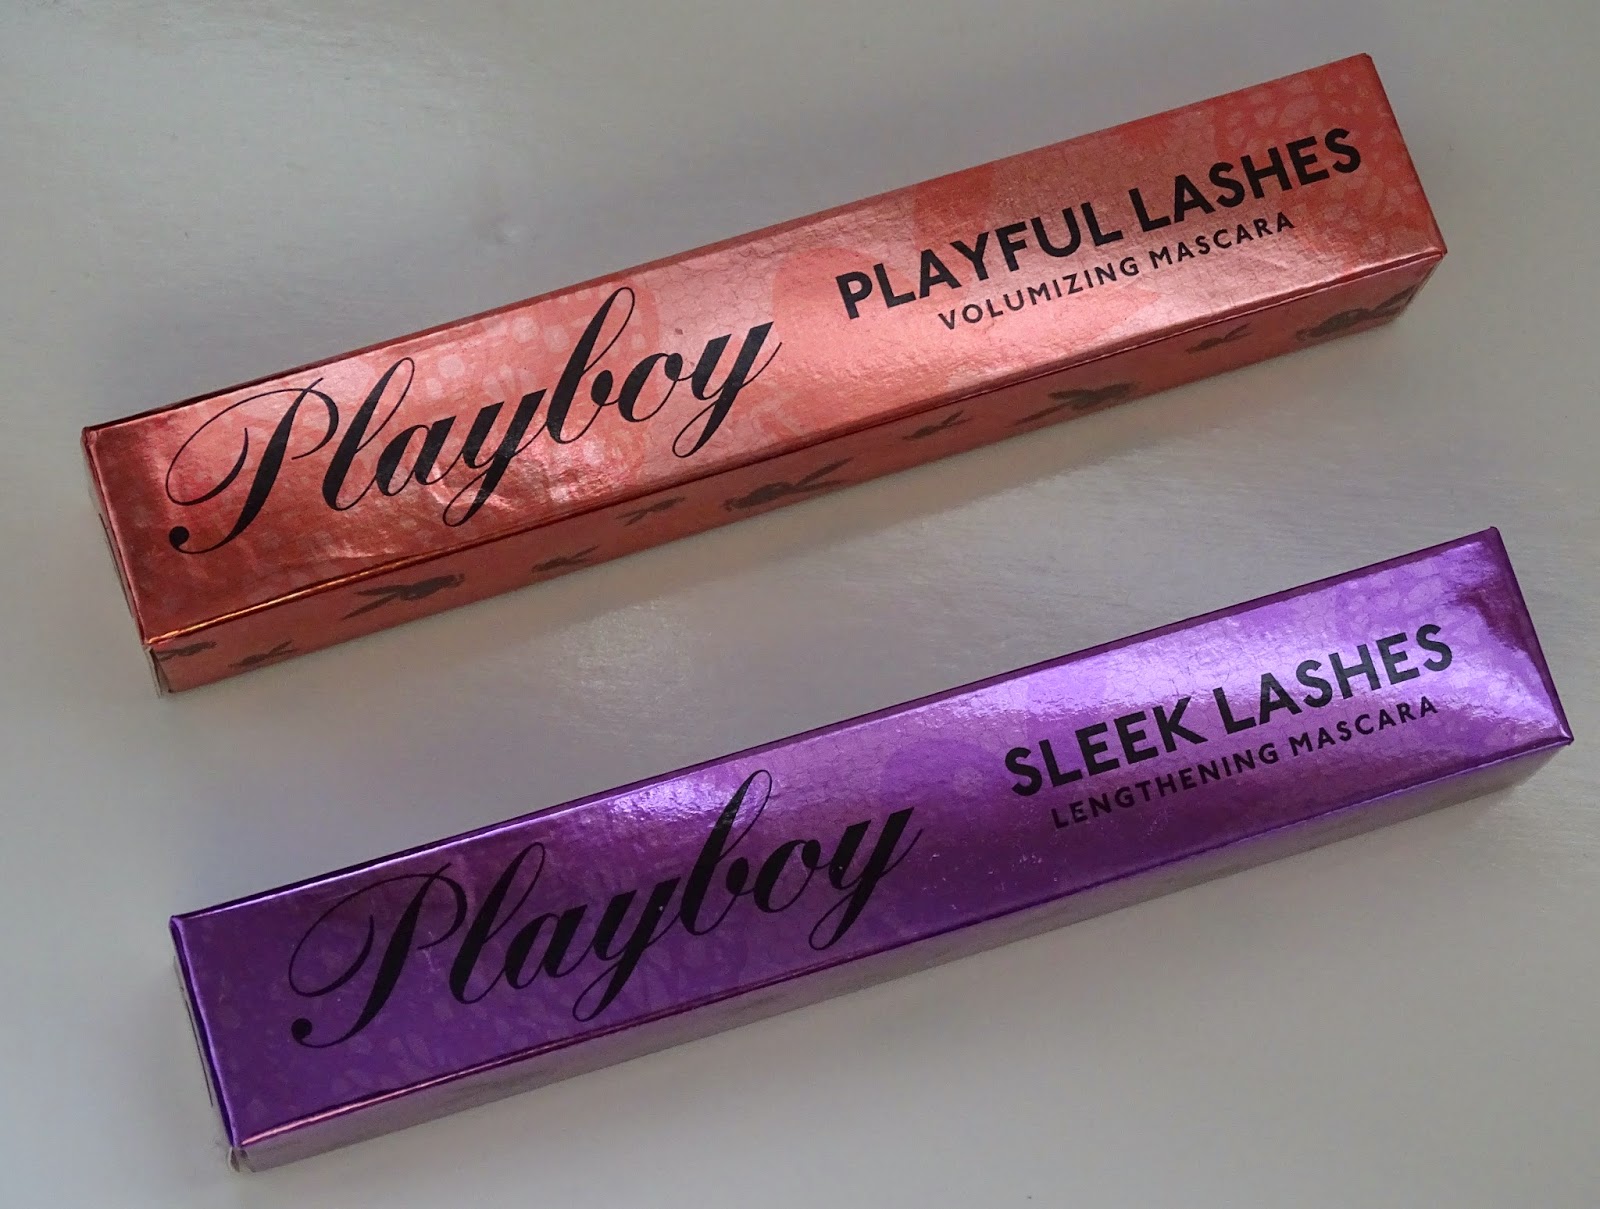 Playboy
PLAYFUL LASHES
VOLUMIZING MASCARA
Playboy
SLEEK LASHES
LENGTHENING MASCARA